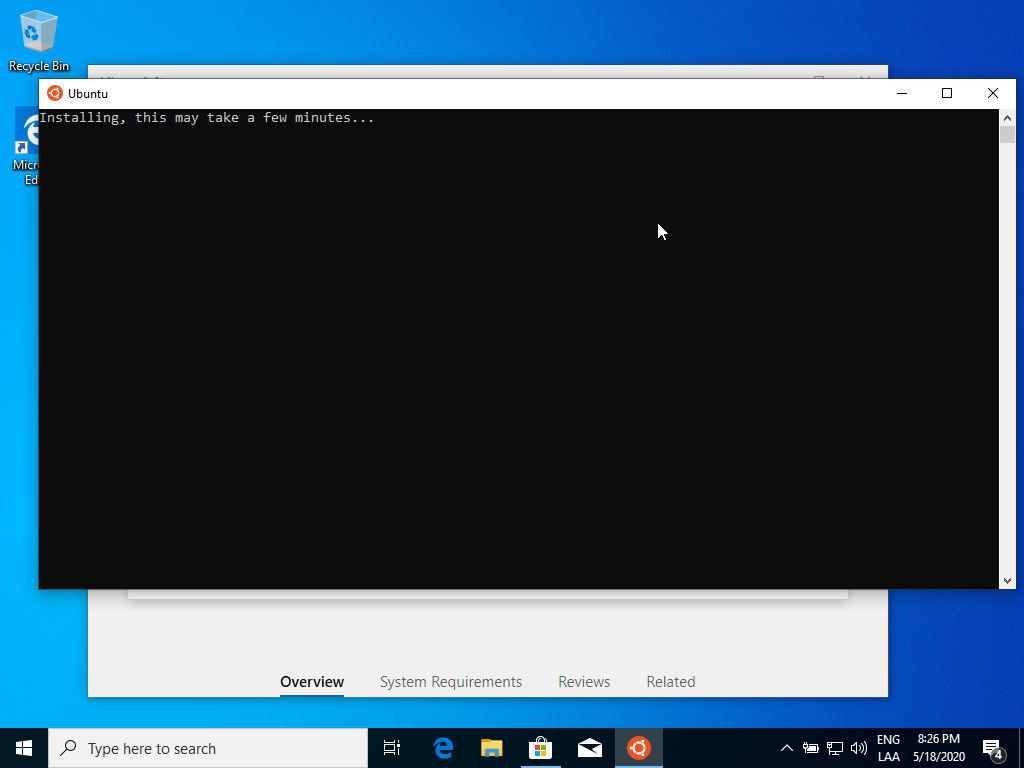 Recycle Bin
Ubuntu
Installing, this may take a few minutes...
Micr
Ed
Overview System Requirements Reviews Related
Type here to search
ENG 8:26 PM
LAA 5/18/2020
4